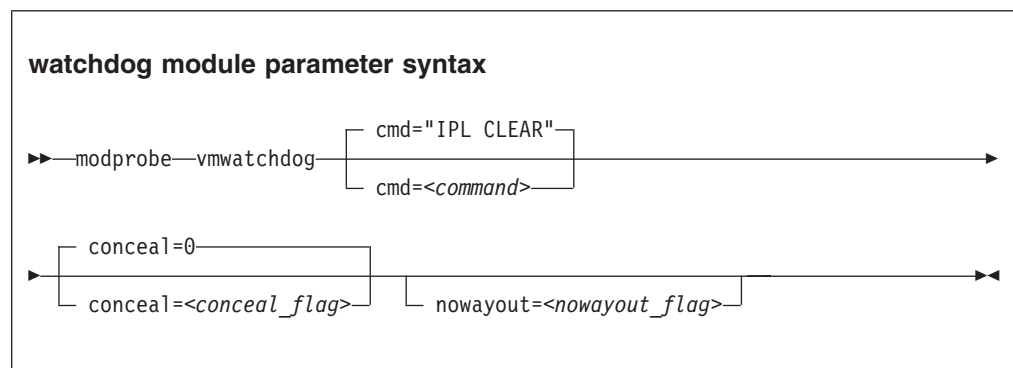 watchdog module parameter syntax
cmd="IPL CLEAR"
modprobe vmwatchdog
cmd=<command>
conceal=0
conceal=<conceal_flag>
nowayout=<nowayout_flag>